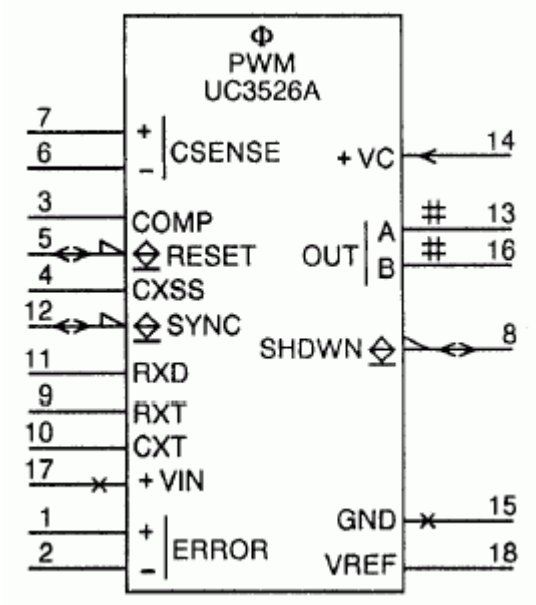 Φ
PWM
UC3526A
7 + CSENSE
6 -
+ VC 14
3 COMP
OUT A # 13
5 RESET
B # 16
4 CXSS
12 SYNC
SHDWN 8
11 RXD
9 RXT
10 CXT
17 + VIN
1 + ERROR
GND 15
2 -
VREF 18